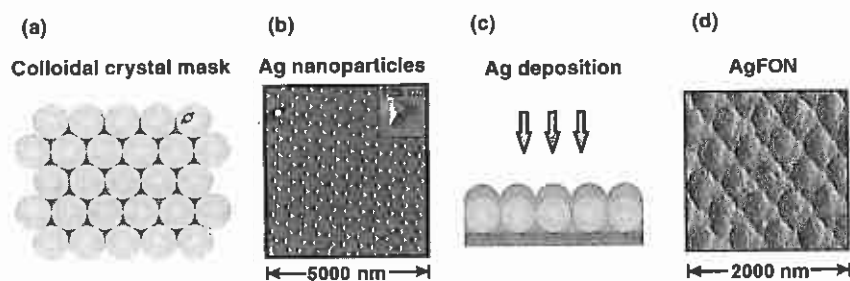 (a)
(b)
(c)
(d)
Colloidal crystal mask
Ag nanoparticles
Ag deposition
AgFON
5000 nm
2000 nm